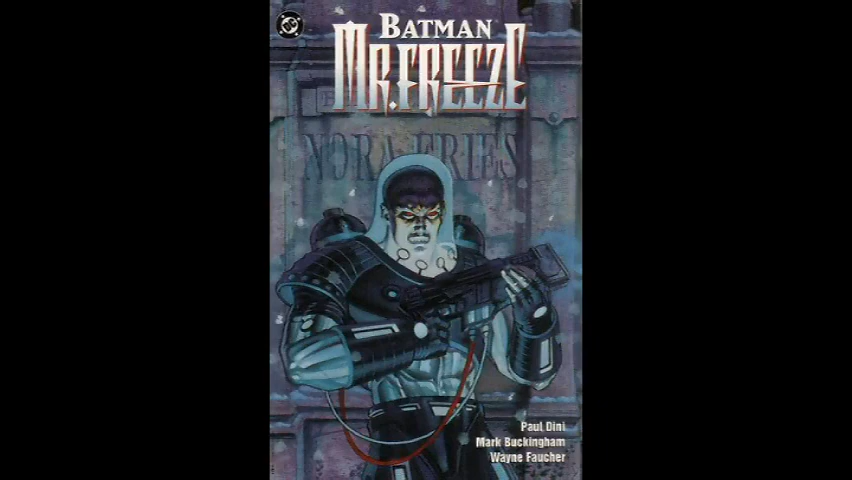 DC
BATMAN
MR. FREEZE
NORA FRIES
Paul Dini
Mark Buckingham
Wayne Faucher